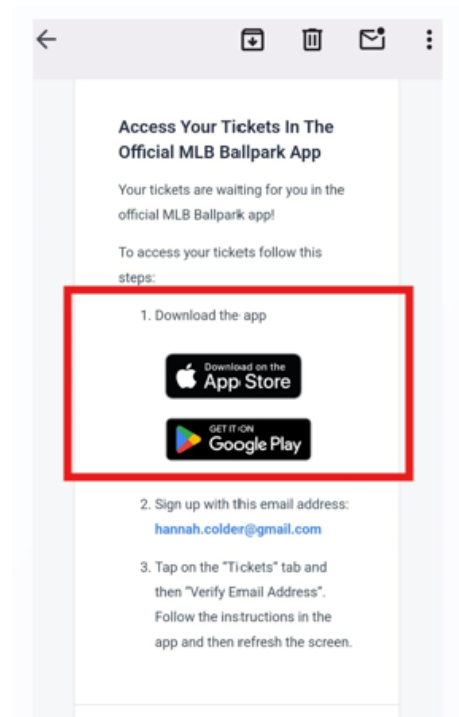 Access Your Tickets In The
Official MLB Ballpark App
Your tickets are waiting for you in the
official MLB Ballpark app!
To access your tickets follow this
steps:
1. Download the app
Download on the
App Store
GET IT ON
Google Play
2. Sign up with this email address:
hannah.colder@gmail.com
3. Tap on the "Tickets" tab and
then "Verify Email Address".
Follow the instructions in the
app and then refresh the screen.